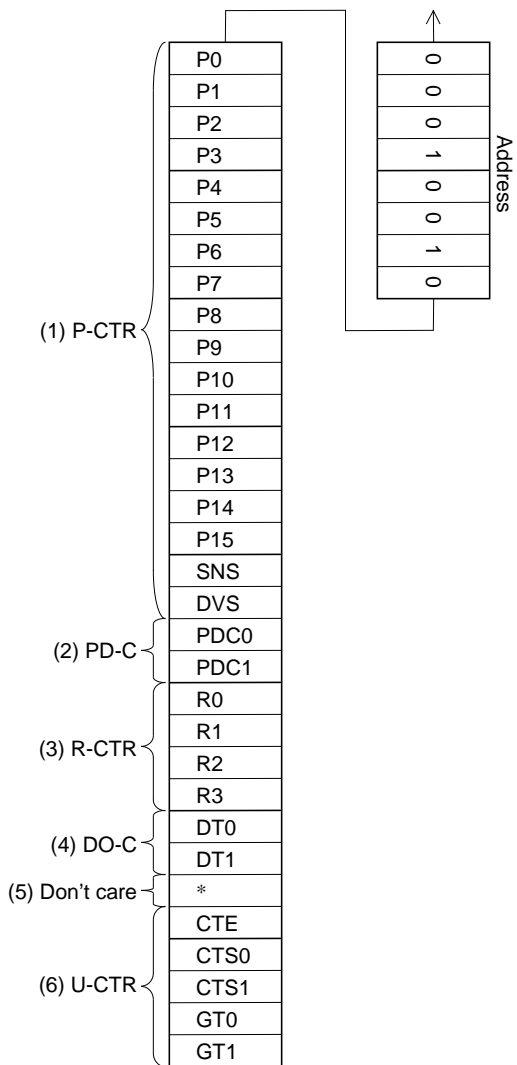 P0
P1
P2
P3
P4
P5
P6
P7
P8
P9
P10
P11
P12
P13
P14
P15
SNS
DVS
PDC0
PDC1
R0
R1
R2
R3
DT0
DT1
*
CTE
CTS0
CTS1
GT0
GT1
(1) P-CTR
(2) PD-C
(3) R-CTR
(4) DO-C
(5) Don't care
(6) U-CTR
0
0
0
1
0
0
1
0
Address